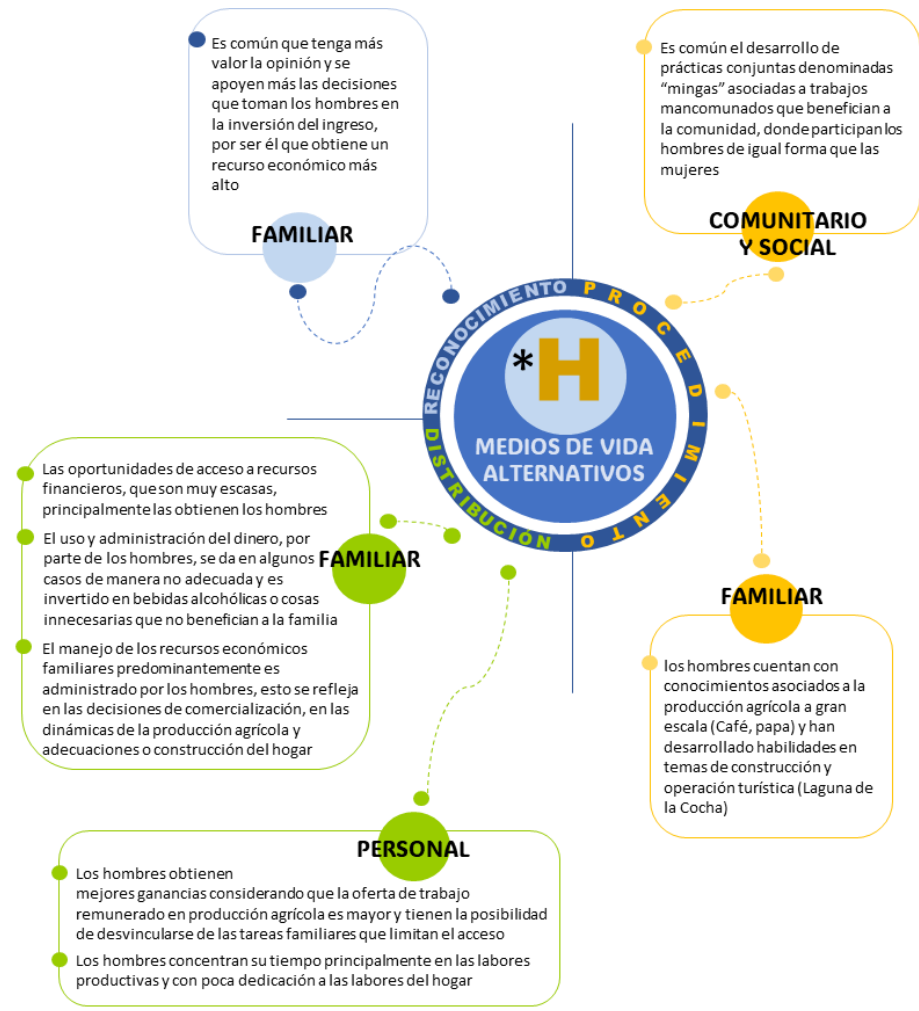 Es común que tenga más
valor la opinión y se
apoyen más las decisiones
que toman los hombres en
la inversión del ingreso,
por ser él que obtiene un
recurso económico más
alto
FAMILIAR
Es común el desarrollo de
prácticas conjuntas denominadas
“mingas” asociadas a trabajos
mancomunados que benefician a
la comunidad, donde participan los
hombres de igual forma que las
mujeres
COMUNITARIO
Y SOCIAL
RECONOCIMIENTO
PROCEDIMIENTO
DISTRIBUCIÓN
*H
MEDIOS DE VIDA
ALTERNATIVOS
Las oportunidades de acceso a recursos
financieros, que son muy escasas,
principalmente las obtienen los hombres
El uso y administración del dinero, por
parte de los hombres, se da en algunos
casos de manera no adecuada y es
invertido en bebidas alcohólicas o cosas
innecesarias que no benefician a la familia
El manejo de los recursos económicos
familiares predominantemente es
administrado por los hombres, esto se refleja
en las decisiones de comercialización, en las
dinámicas de la producción agrícola y
adecuaciones o construcción del hogar
FAMILIAR
FAMILIAR
los hombres cuentan con
conocimientos asociados a la
producción agrícola a gran
escala (Café, papa) y han
desarrollado habilidades en
temas de construcción y
operación turística (Laguna de
la Cocha)
PERSONAL
Los hombres obtienen
mejores ganancias considerando que la oferta de trabajo
remunerado en producción agrícola es mayor y tienen la posibilidad
de desvincularse de las tareas familiares que limitan el acceso
Los hombres concentran su tiempo principalmente en las labores
productivas y con poca dedicación a las labores del hogar